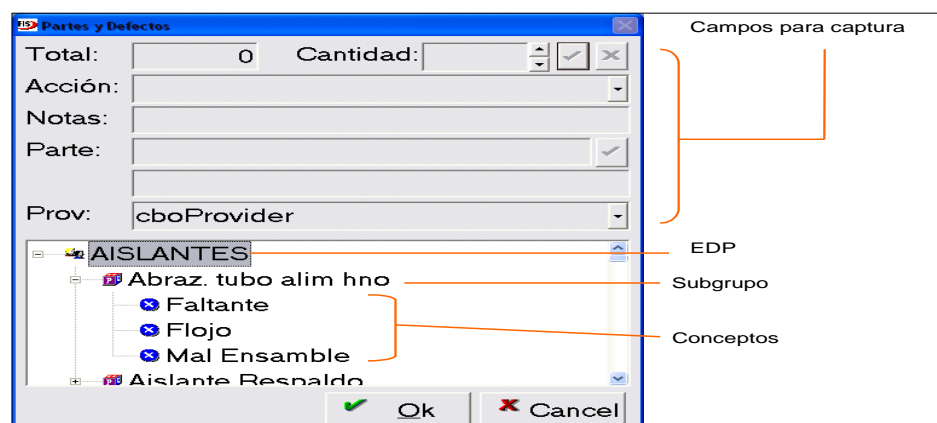 FIS Partes y Defectos
Campos para captura
Total: 0 Cantidad:
Acción:
Notas:
Parte:
Prov: cboProvider
AISLANTES
EDP
Abraz. tubo alim hno
Subgrupo
Faltante
Flojo
Conceptos
Mal Ensamble
Aislante Respaldo
Ok Cancel